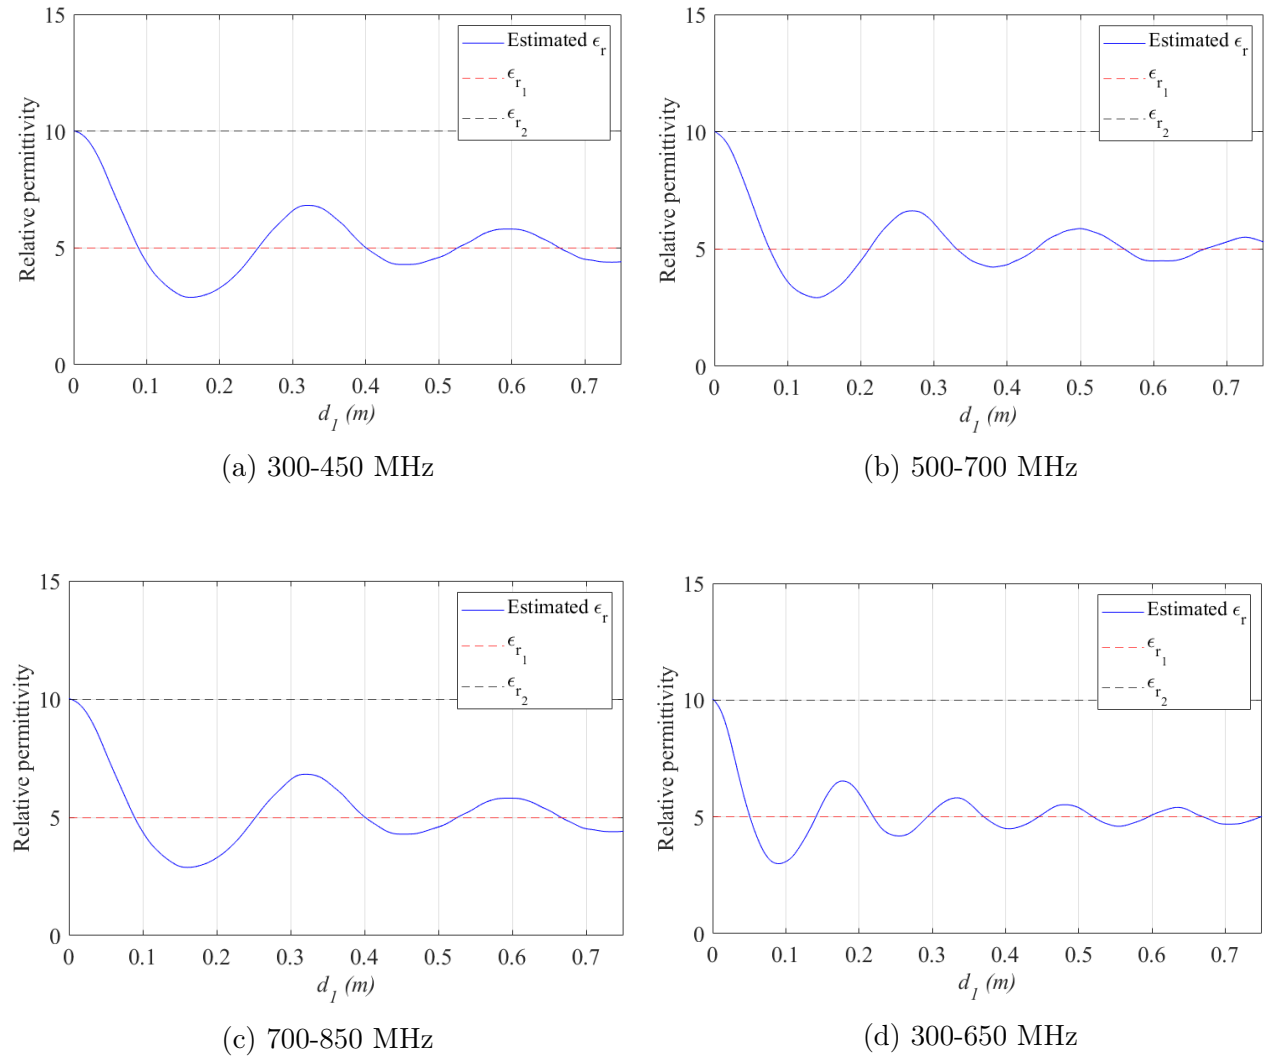 15
10
5
0
Relative permittivity
Estimated ϵr
ϵr1
ϵr2
0 0.1 0.2 0.3 0.4 0.5 0.6 0.7
d1 (m)
(a) 300-450 MHz
15
10
5
0
Relative permittivity
Estimated ϵr
ϵr1
ϵr2
0 0.1 0.2 0.3 0.4 0.5 0.6 0.7
d1 (m)
(b) 500-700 MHz
15
10
5
0
Relative permittivity
Estimated ϵr
ϵr1
ϵr2
0 0.1 0.2 0.3 0.4 0.5 0.6 0.7
d1 (m)
(c) 700-850 MHz
15
10
5
0
Relative permittivity
Estimated ϵr
ϵr1
ϵr2
0 0.1 0.2 0.3 0.4 0.5 0.6 0.7
d1 (m)
(d) 300-650 MHz